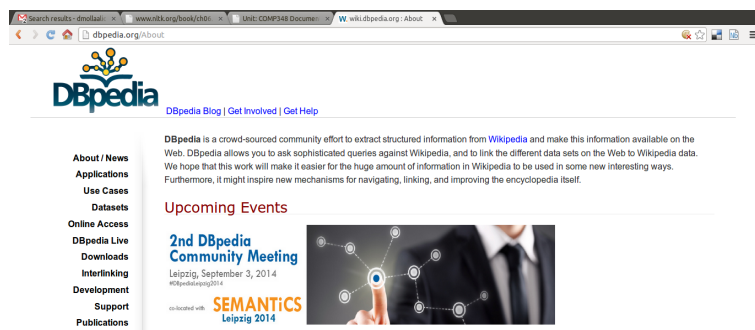 Search results - dmollaali
www.nltk.org/book/ch0
Unit: COMP348 Documen
wiki.dbpedia.org : About
dbpedia.org/About
DBpedia
DBpedia Blog | Get Involved | Get Help
DBpedia is a crowd-sourced community effort to extract structured information from Wikipedia and make this information available on the
Web. DBpedia allows you to ask sophisticated queries against Wikipedia, and to link the different data sets on the Web to Wikipedia data.
We hope that this work will make it easier for the huge amount of information in Wikipedia to be used in some new interesting ways.
Furthermore, it might inspire new mechanisms for navigating, linking, and improving the encyclopedia itself.
About / News
Applications
Use Cases
Datasets
Online Access
DBpedia Live
Downloads
Interlinking
Development
Support
Publications
Upcoming Events
2nd DBpedia
Community Meeting
Leipzig, September 3, 2014
#DBpediaLeipzig2014
co-located with SEMANTiCS
Leipzig 2014